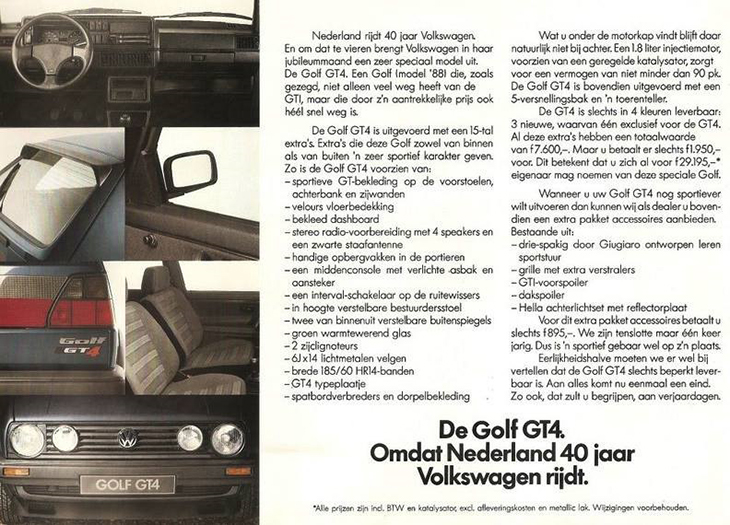 Nederland rijdt 40 jaar Volkswagen.
En om dat te vieren brengt Volkswagen in haar
jubileummaand een zeer speciaal model uit.
De Golf GT4. Een Golf (model '88) die, zoals
gezegd, niet alleen veel weg heeft van de
GTI, maar die door z'n aantrekkelijke prijs ook
héél snel weg is.
De Golf GT4 is uitgevoerd met een 15-tal
extra's. Extra's die deze Golf zowel van binnen
als van buiten 'n zeer sportief karakter geven.
Zo is de Golf GT4 voorzien van:
– sportieve GT-bekleding op de voorstoelen,
achterbank en zijwanden
– velours vloerbedekking
– bekleed dashboard
– stereo radio-voorbereiding met 4 speakers en
een zwarte staafantenne
– handige opbergvakken in de portieren
– een middenconsole met verlichte asbak en
aansteker
– een interval-schakelaar op de ruitewissers
– in hoogte verstelbare bestuurdersstoel
– twee van binnenuit verstelbare buitenspiegels
– groen warmtewerend glas
– 2 zijclignoteurs
– 6J x 14 lichtmetalen velgen
– brede 185/60 HR14-banden
– GT4 typeplaatje
– spatbordverbreders en dorpelbekleding
Wat u onder de motorkap vindt blijft daar
natuurlijk niet bij achter. Een 1.8 liter injectiemotor,
voorzien van een geregelde katalysator, zorgt
voor een vermogen van niet minder dan 90 pk.
De Golf GT4 is bovendien uitgevoerd met een
5-versnellingsbak en 'n toerenteller.
De GT4 is slechts in 4 kleuren leverbaar:
3 nieuwe, waarvan één exclusief voor de GT4.
Al deze extra's hebben een totaalwaarde
van f 7.600,–. Maar u betaalt er slechts f 1.950,–
voor. Dit betekent dat u zich al voor f 29.195,–*
eigenaar mag noemen van deze speciale Golf.
Wanneer u uw Golf GT4 nog sportiever
wilt uitvoeren dan kunnen wij als dealer u boven-
dien een extra pakket accessoires aanbieden.
Bestaande uit:
– drie-spakig door Giugiaro ontworpen leren
sportstuur
– grille met extra verstralers
– GTI-voorspoiler
– dakspoiler
– Hella achterlichtset met reflectorplaat
Voor dit extra pakket accessoires betaalt u
slechts f 895,–. We zijn tenslotte maar één keer
jarig. Dus is 'n sportief gebaar wel op z'n plaats.
Eerlijkheidshalve moeten we er wel bij
vertellen dat de Golf GT4 slechts beperkt lever-
baar is. Aan alles komt nu eenmaal een eind.
Zo ook, dat zult u begrijpen, aan verjaardagen.
Golf
GT4
GOLF GT4
De Golf GT4.
Omdat Nederland 40 jaar
Volkswagen rijdt.
*Alle prijzen zijn incl. BTW en katalysator, excl. afleveringskosten en metallic lak. Wijzigingen voorbehouden.